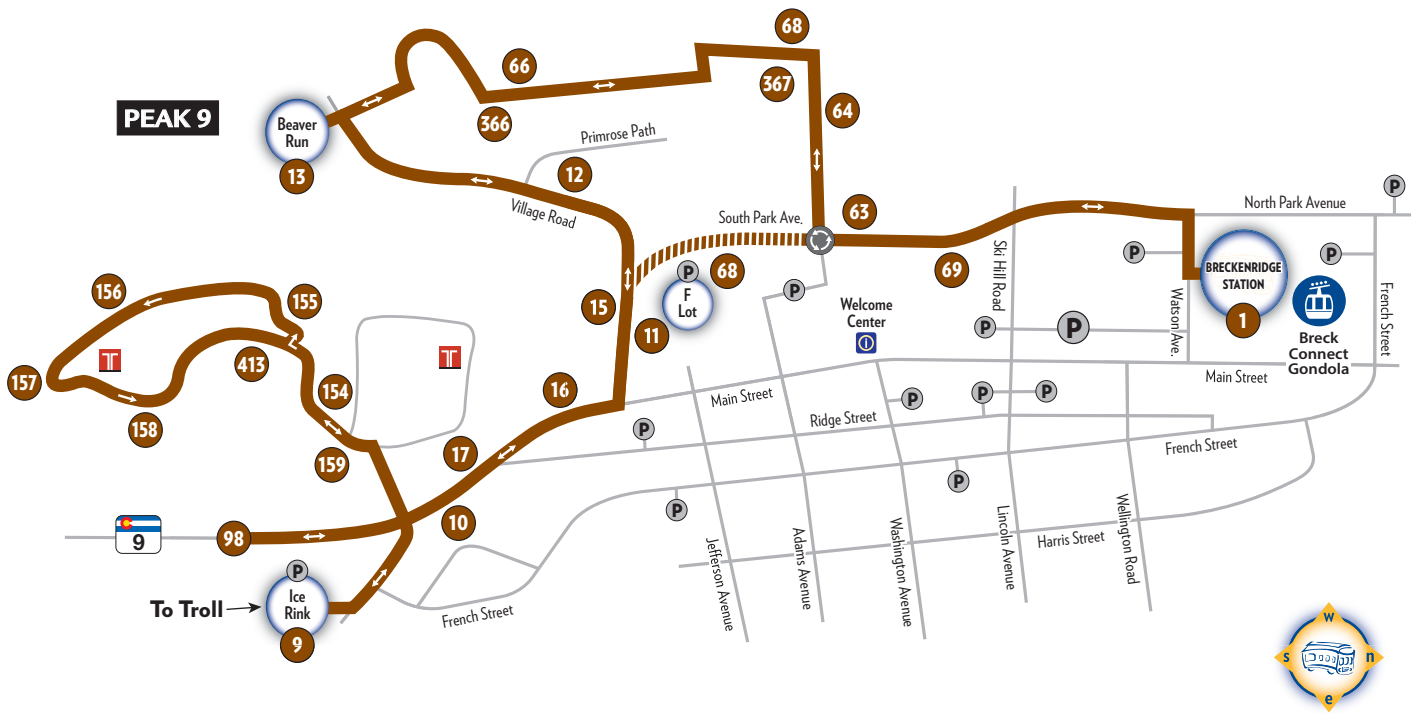 68
66
367
64
PEAK 9
Beaver
Run
13
366
Primrose Path
12
Village Road
South Park Ave.
63
North Park Avenue
P
P
P
BRECKENRIDGE
STATION
1
Breck
Connect
Gondola
French Street
Watson Ave.
Ski Hill Road
69
68
P
F
Lot
P
Welcome
Center
P
P
15
11
156
155
T
T
157
413
158
154
159
16
17
10
Main Street
Main Street
Ridge Street
P
P
P
P
French Street
P
P
9
98
Jefferson Avenue
Adams Avenue
Washington Avenue
Lincoln Avenue
Wellington Road
Harris Street
P
Ice
Rink
9
To Troll
French Street
w
s
n
e